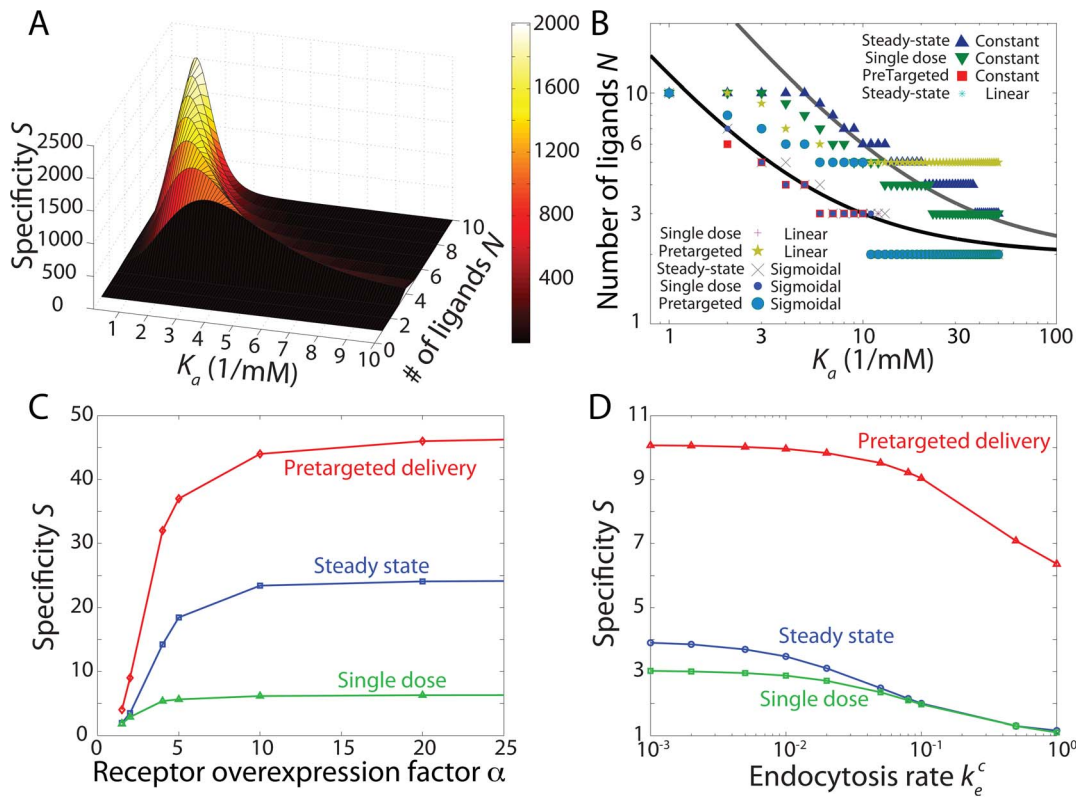 A
2500
2000
1500
1000
500
0
Specificity S
1 2 3 4 5 6 7 8 9 10
Kₐ (1/mM)
0 2 4 6 8 10
# of ligands N
2000
1600
1200
800
400
B
Number of ligands N
10
6
3
1
Steady-state Constant
Single dose Constant
PreTargeted Constant
Steady-state Linear
Single dose Linear
Pretargeted Linear
Steady-state Sigmoidal
Single dose Sigmoidal
Pretargeted Sigmoidal
1 3 10 30 100
Kₐ (1/mM)
C
Specificity S
50
40
30
20
10
0
Pretargeted delivery
Steady state
Single dose
0 5 10 15 20 25
Receptor overexpression factor α
D
Specificity S
11
9
7
5
3
1
Pretargeted delivery
Steady state
Single dose
10⁻³ 10⁻² 10⁻¹ 10⁰
Endocytosis rate kₑᶜ